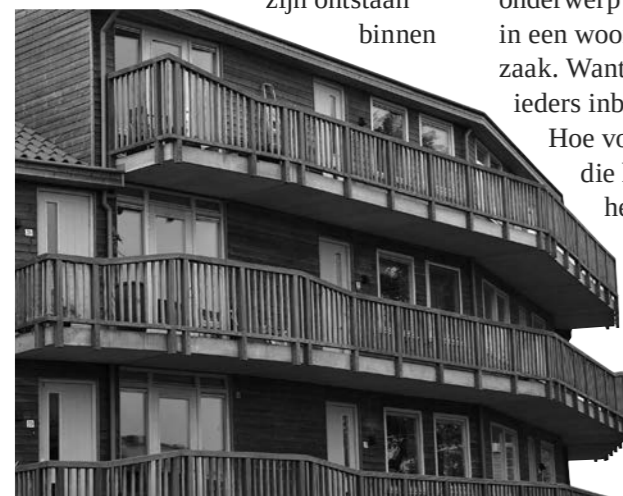 zijn ontstaan
binnen
onderwerp
in een woo
zaak. Want
ieders inb
Hoe vo
die
he